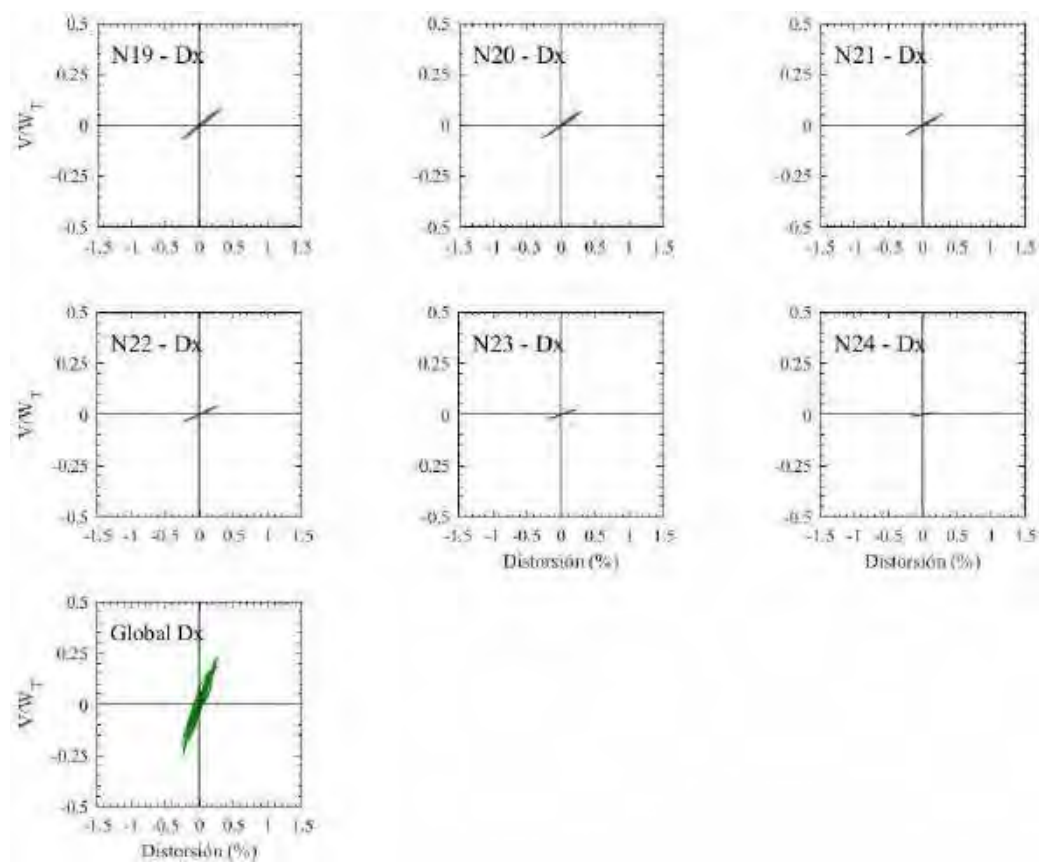 0.5 0.5 0.5
N19 - Dx N20 - Dx N21 - Dx
0.25 0.25 0.25
V/W_T 0 0 0
-0.25 -0.25 -0.25
-0.5 -0.5 -0.5
-1.5 -1 -0.5 0 0.5 1 1.5 -1.5 -1 -0.5 0 0.5 1 1.5 -1.5 -1 -0.5 0 0.5 1 1.5
0.5 0.5 0.5
N22 - Dx N23 - Dx N24 - Dx
0.25 0.25 0.25
V/W_T 0 0 0
-0.25 -0.25 -0.25
-0.5 -0.5 -0.5
-1.5 -1 -0.5 0 0.5 1 1.5 -1.5 -1 -0.5 0 0.5 1 1.5 -1.5 -1 -0.5 0 0.5 1 1.5
Distorsión (%) Distorsión (%)
0.5
Global Dx
0.25
V/W_T 0
-0.25
-0.5
-1.5 -1 -0.5 0 0.5 1 1.5
Distorsión (%)